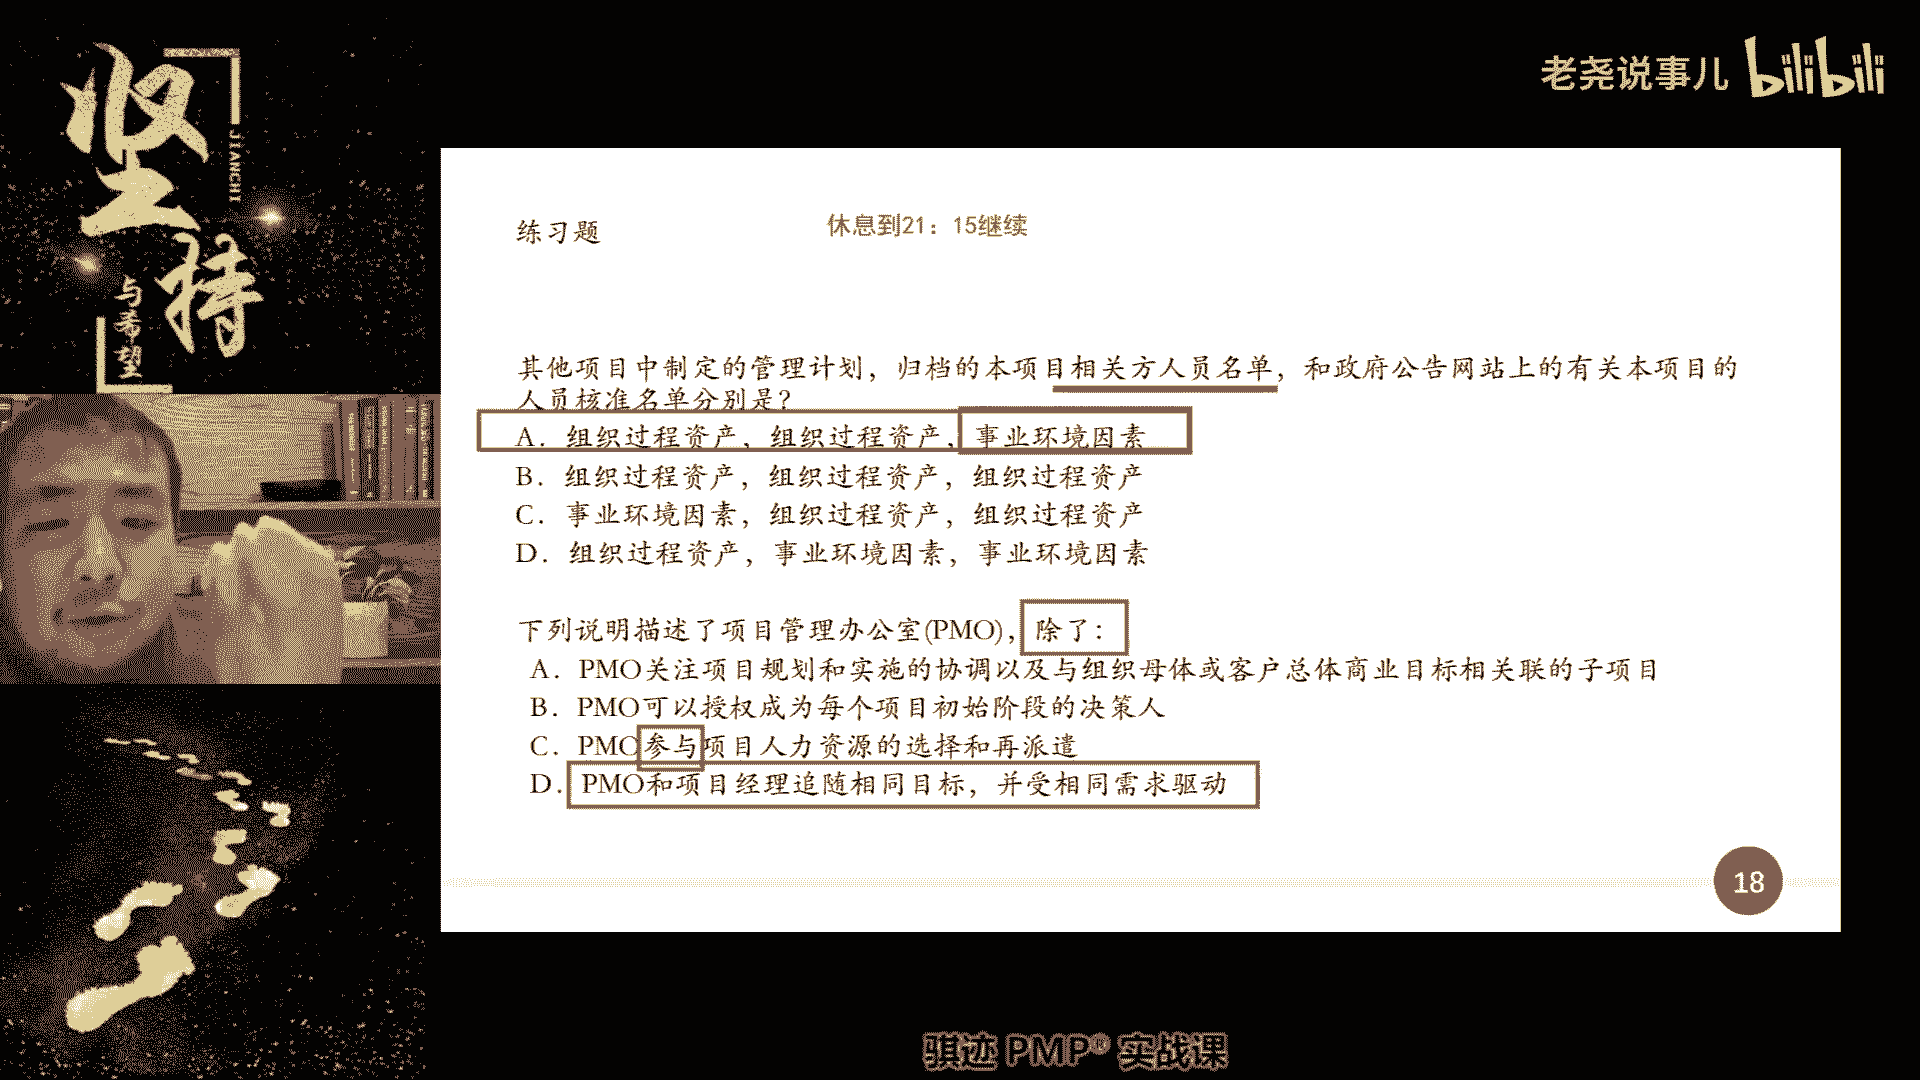 坚持
JIANCHI
与希望
老尧说事儿 bilibili
练习题
休息到21：15继续
其他项目中制定的管理计划，归档的本项目相关方人员名单，和政府公告网站上的有关本项目的
人员核准名单分别是？
A．组织过程资产，组织过程资产，事业环境因素
B．组织过程资产，组织过程资产，组织过程资产
C．事业环境因素，组织过程资产，组织过程资产
D．组织过程资产，事业环境因素，事业环境因素
下列说明描述了项目管理办公室(PMO)，除了：
A．PMO关注项目规划和实施的协调以及与组织母体或客户总体商业目标相关联的子项目
B．PMO可以授权成为每个项目初始阶段的决策人
C．PMO参与项目人力资源的选择和再派遣
D．PMO和项目经理追随相同目标，并受相同需求驱动
18
骐迹 PMP® 实战课